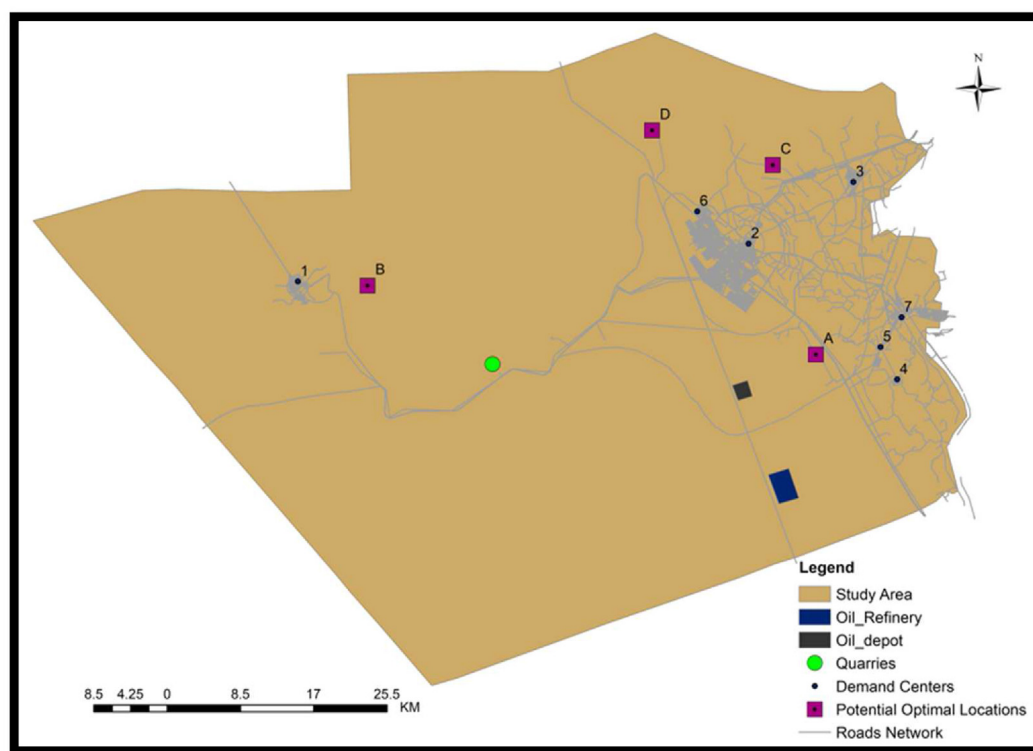 N
D
C
3
6
2
1
B
7
A
5
4
Legend
Study Area
Oil_Refinery
Oil_depot
Quarries
Demand Centers
Potential Optimal Locations
Roads Network
8.5 4.25 0 8.5 17 25.5
KM